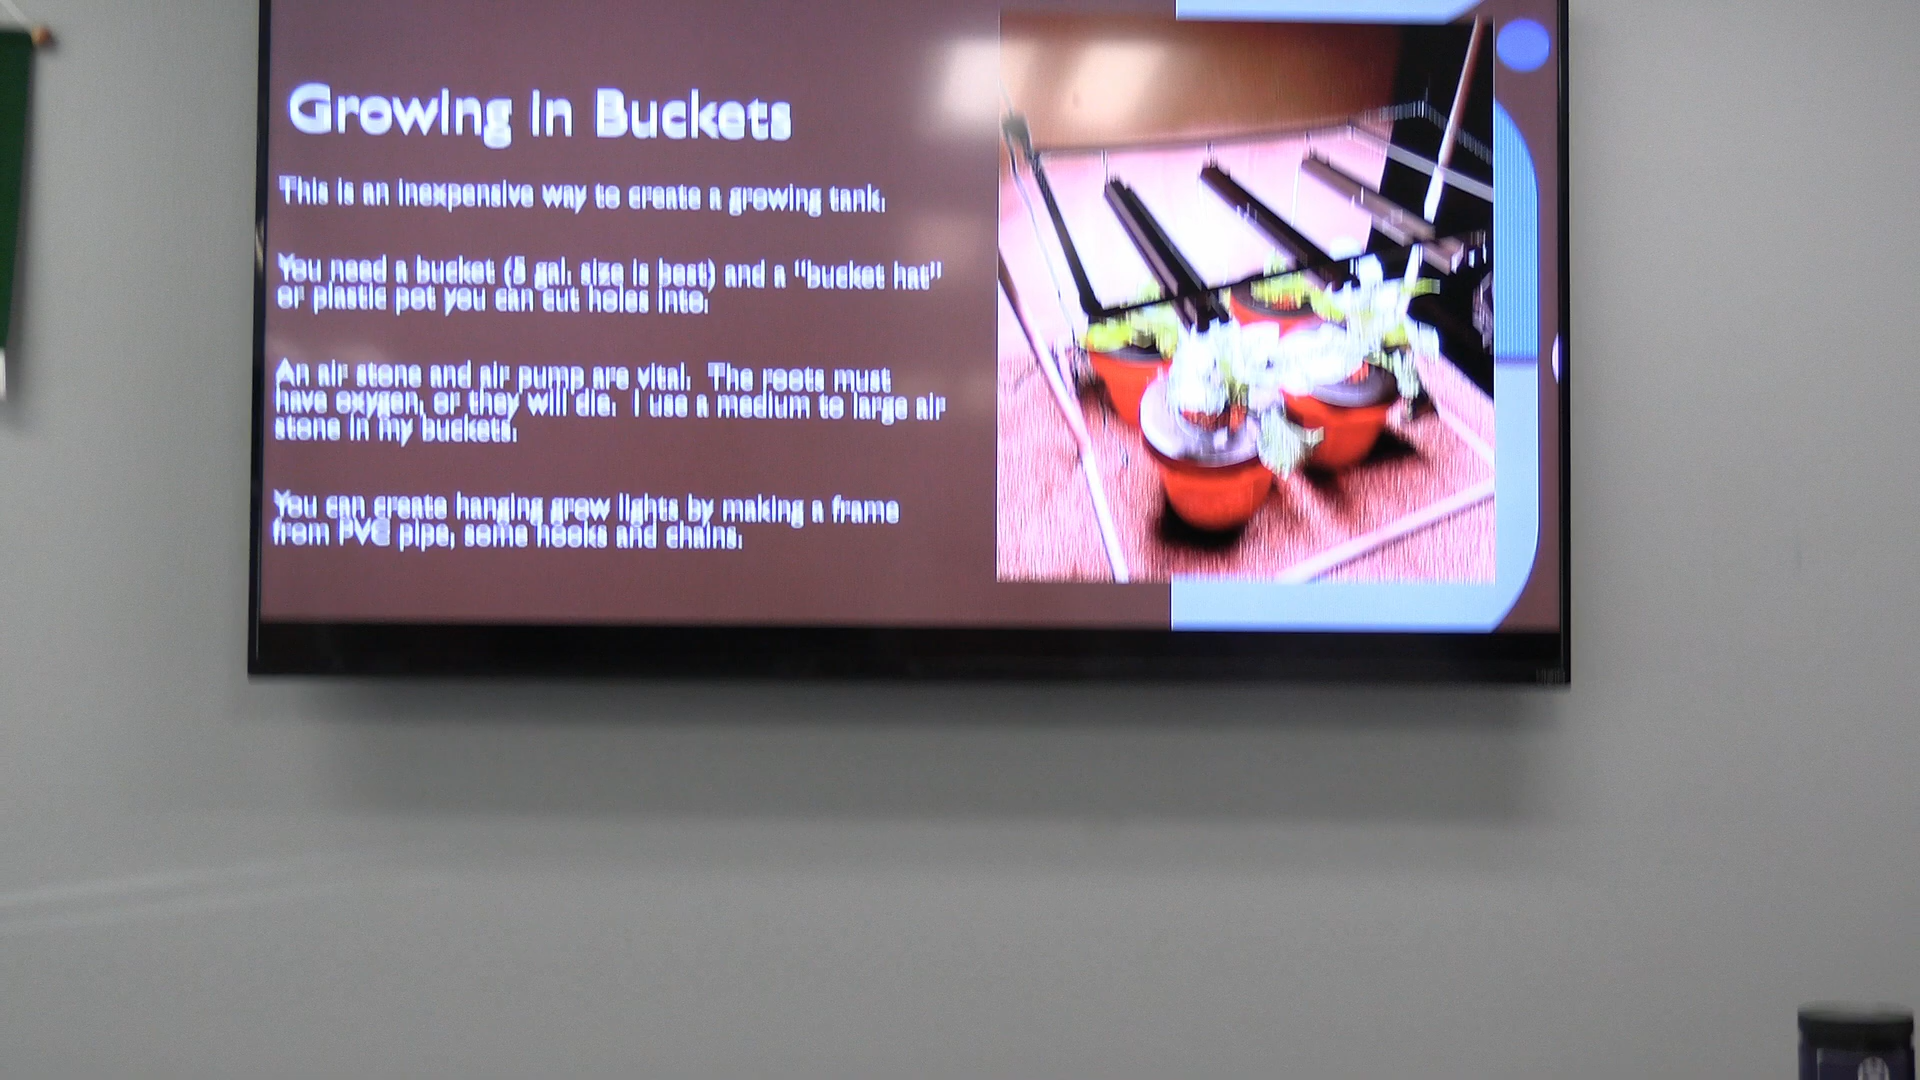 Growing in Buckets
This is an inexpensive way to create a growing tank.
You need a bucket (5 gal. size is best) and a "bucket hat"
or plastic pot you can cut holes into.
An air stone and air pump are vital. The roots must
have oxygen, or they will die. I use a medium to large air
stone in my buckets.
You can create hanging grow lights by making a frame
from PVC pipe, some hooks and chains.